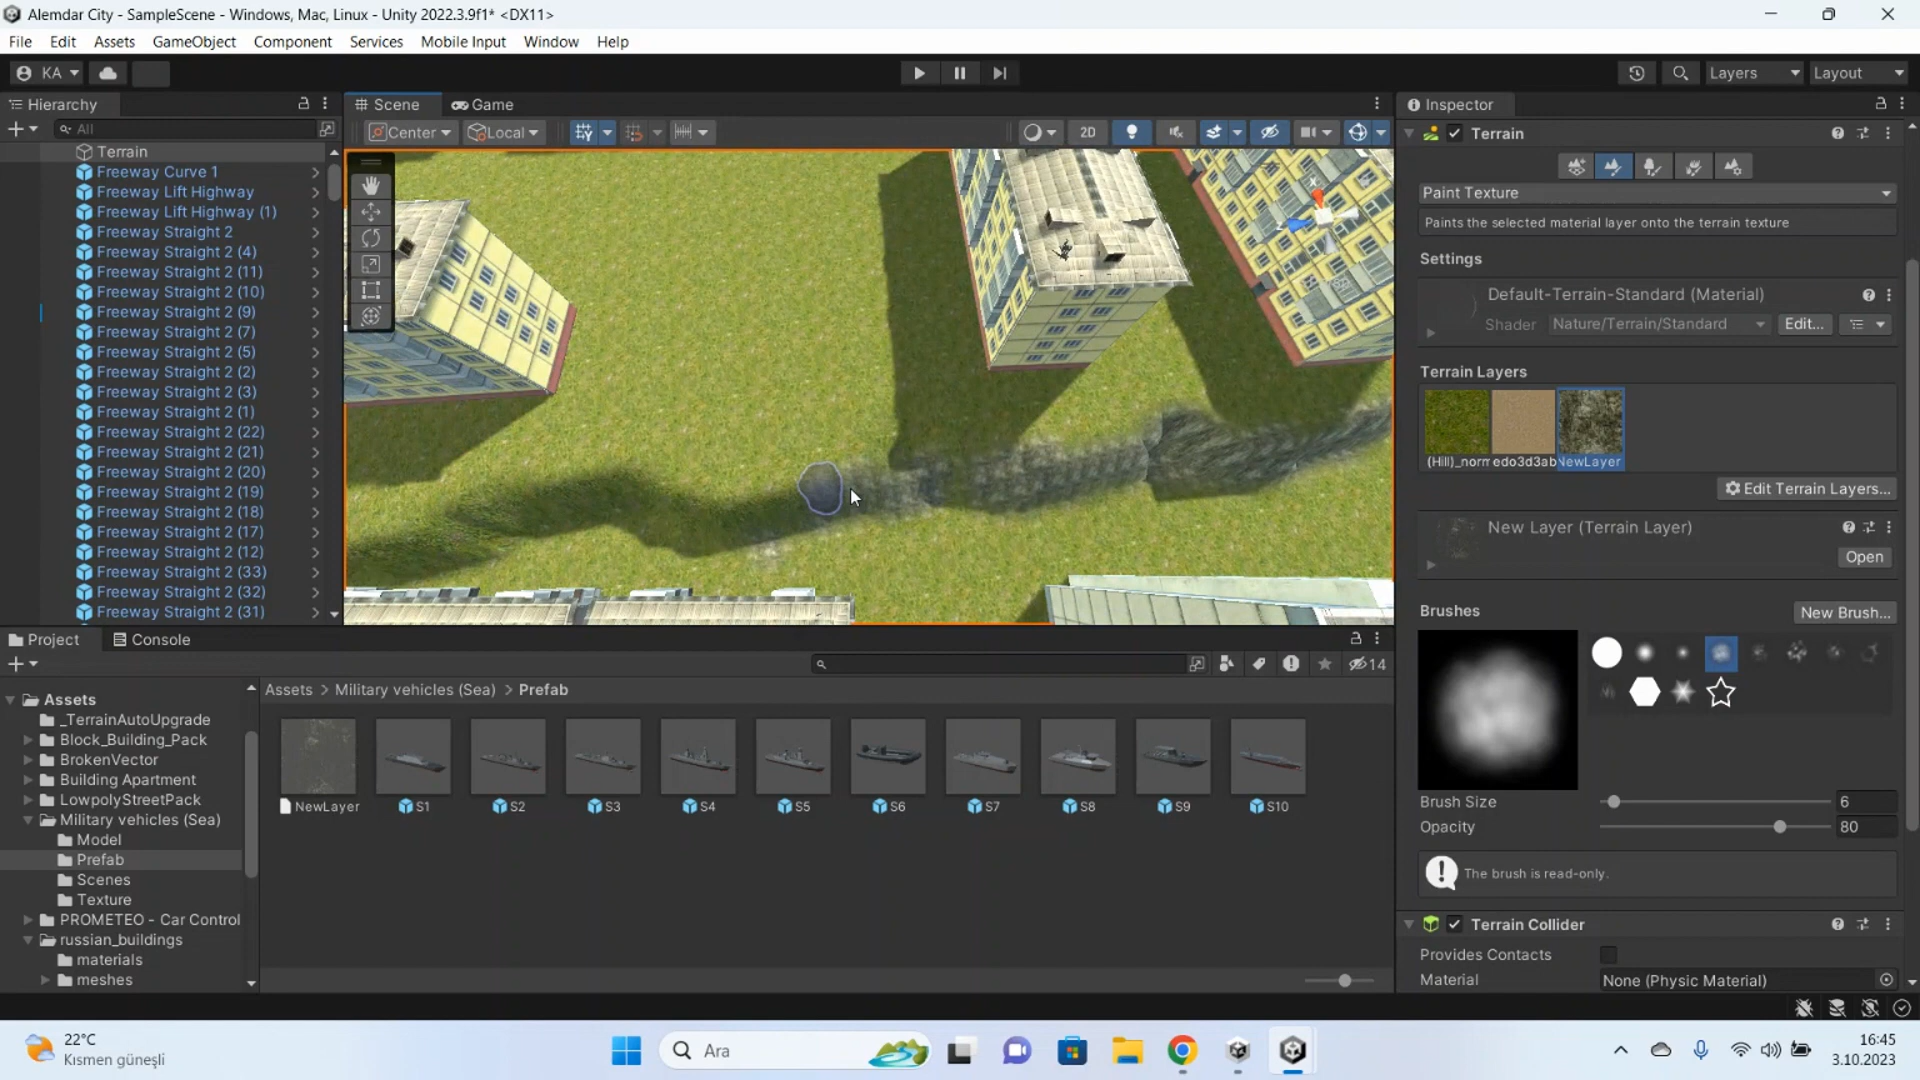 Alemdar City - SampleScene - Windows, Mac, Linux - Unity 2022.3.9f1* <DX11>
File Edit Assets GameObject Component Services Mobile Input Window Help
KA
Layers Layout
Hierarchy
All
Terrain
Freeway Curve 1
Freeway Lift Highway
Freeway Lift Highway (1)
Freeway Straight 2
Freeway Straight 2 (4)
Freeway Straight 2 (11)
Freeway Straight 2 (10)
Freeway Straight 2 (9)
Freeway Straight 2 (7)
Freeway Straight 2 (5)
Freeway Straight 2 (2)
Freeway Straight 2 (3)
Freeway Straight 2 (1)
Freeway Straight 2 (22)
Freeway Straight 2 (21)
Freeway Straight 2 (20)
Freeway Straight 2 (19)
Freeway Straight 2 (18)
Freeway Straight 2 (17)
Freeway Straight 2 (12)
Freeway Straight 2 (33)
Freeway Straight 2 (32)
Freeway Straight 2 (31)
Scene Game
Center Local 2D
X
Z
Inspector
Terrain
Paint Texture
Paints the selected material layer onto the terrain texture
Settings
Default-Terrain-Standard (Material)
Shader Nature/Terrain/Standard Edit...
Terrain Layers
(Hill)_norm edo3d3ab NewLayer
Edit Terrain Layers...
New Layer (Terrain Layer)
Open
Brushes New Brush...
Brush Size 6
Opacity 80
The brush is read-only.
Terrain Collider
Provides Contacts
Material None (Physic Material)
Project Console
14
Assets
_TerrainAutoUpgrade
Block_Building_Pack
BrokenVector
Building Apartment
LowpolyStreetPack
Military vehicles (Sea)
Model
Prefab
Scenes
Texture
PROMETEO - Car Control
russian_buildings
materials
meshes
Assets > Military vehicles (Sea) > Prefab
NewLayer S1 S2 S3 S4 S5 S6 S7 S8 S9 S10
22°C
Kısmen güneşli
Ara
16:45
3.10.2023